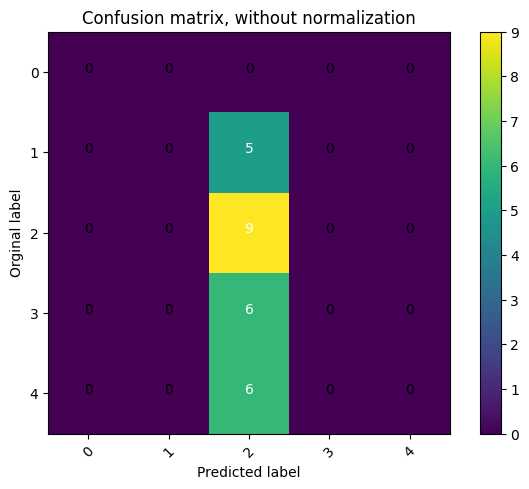 Confusion matrix, without normalization
Orginal label
0 0 0 0 0 0
1 0 0 5 0 0
2 0 0 9 0 0
3 0 0 6 0 0
4 0 0 6 0 0
0 1 2 3 4
Predicted label
9
8
7
6
5
4
3
2
1
0